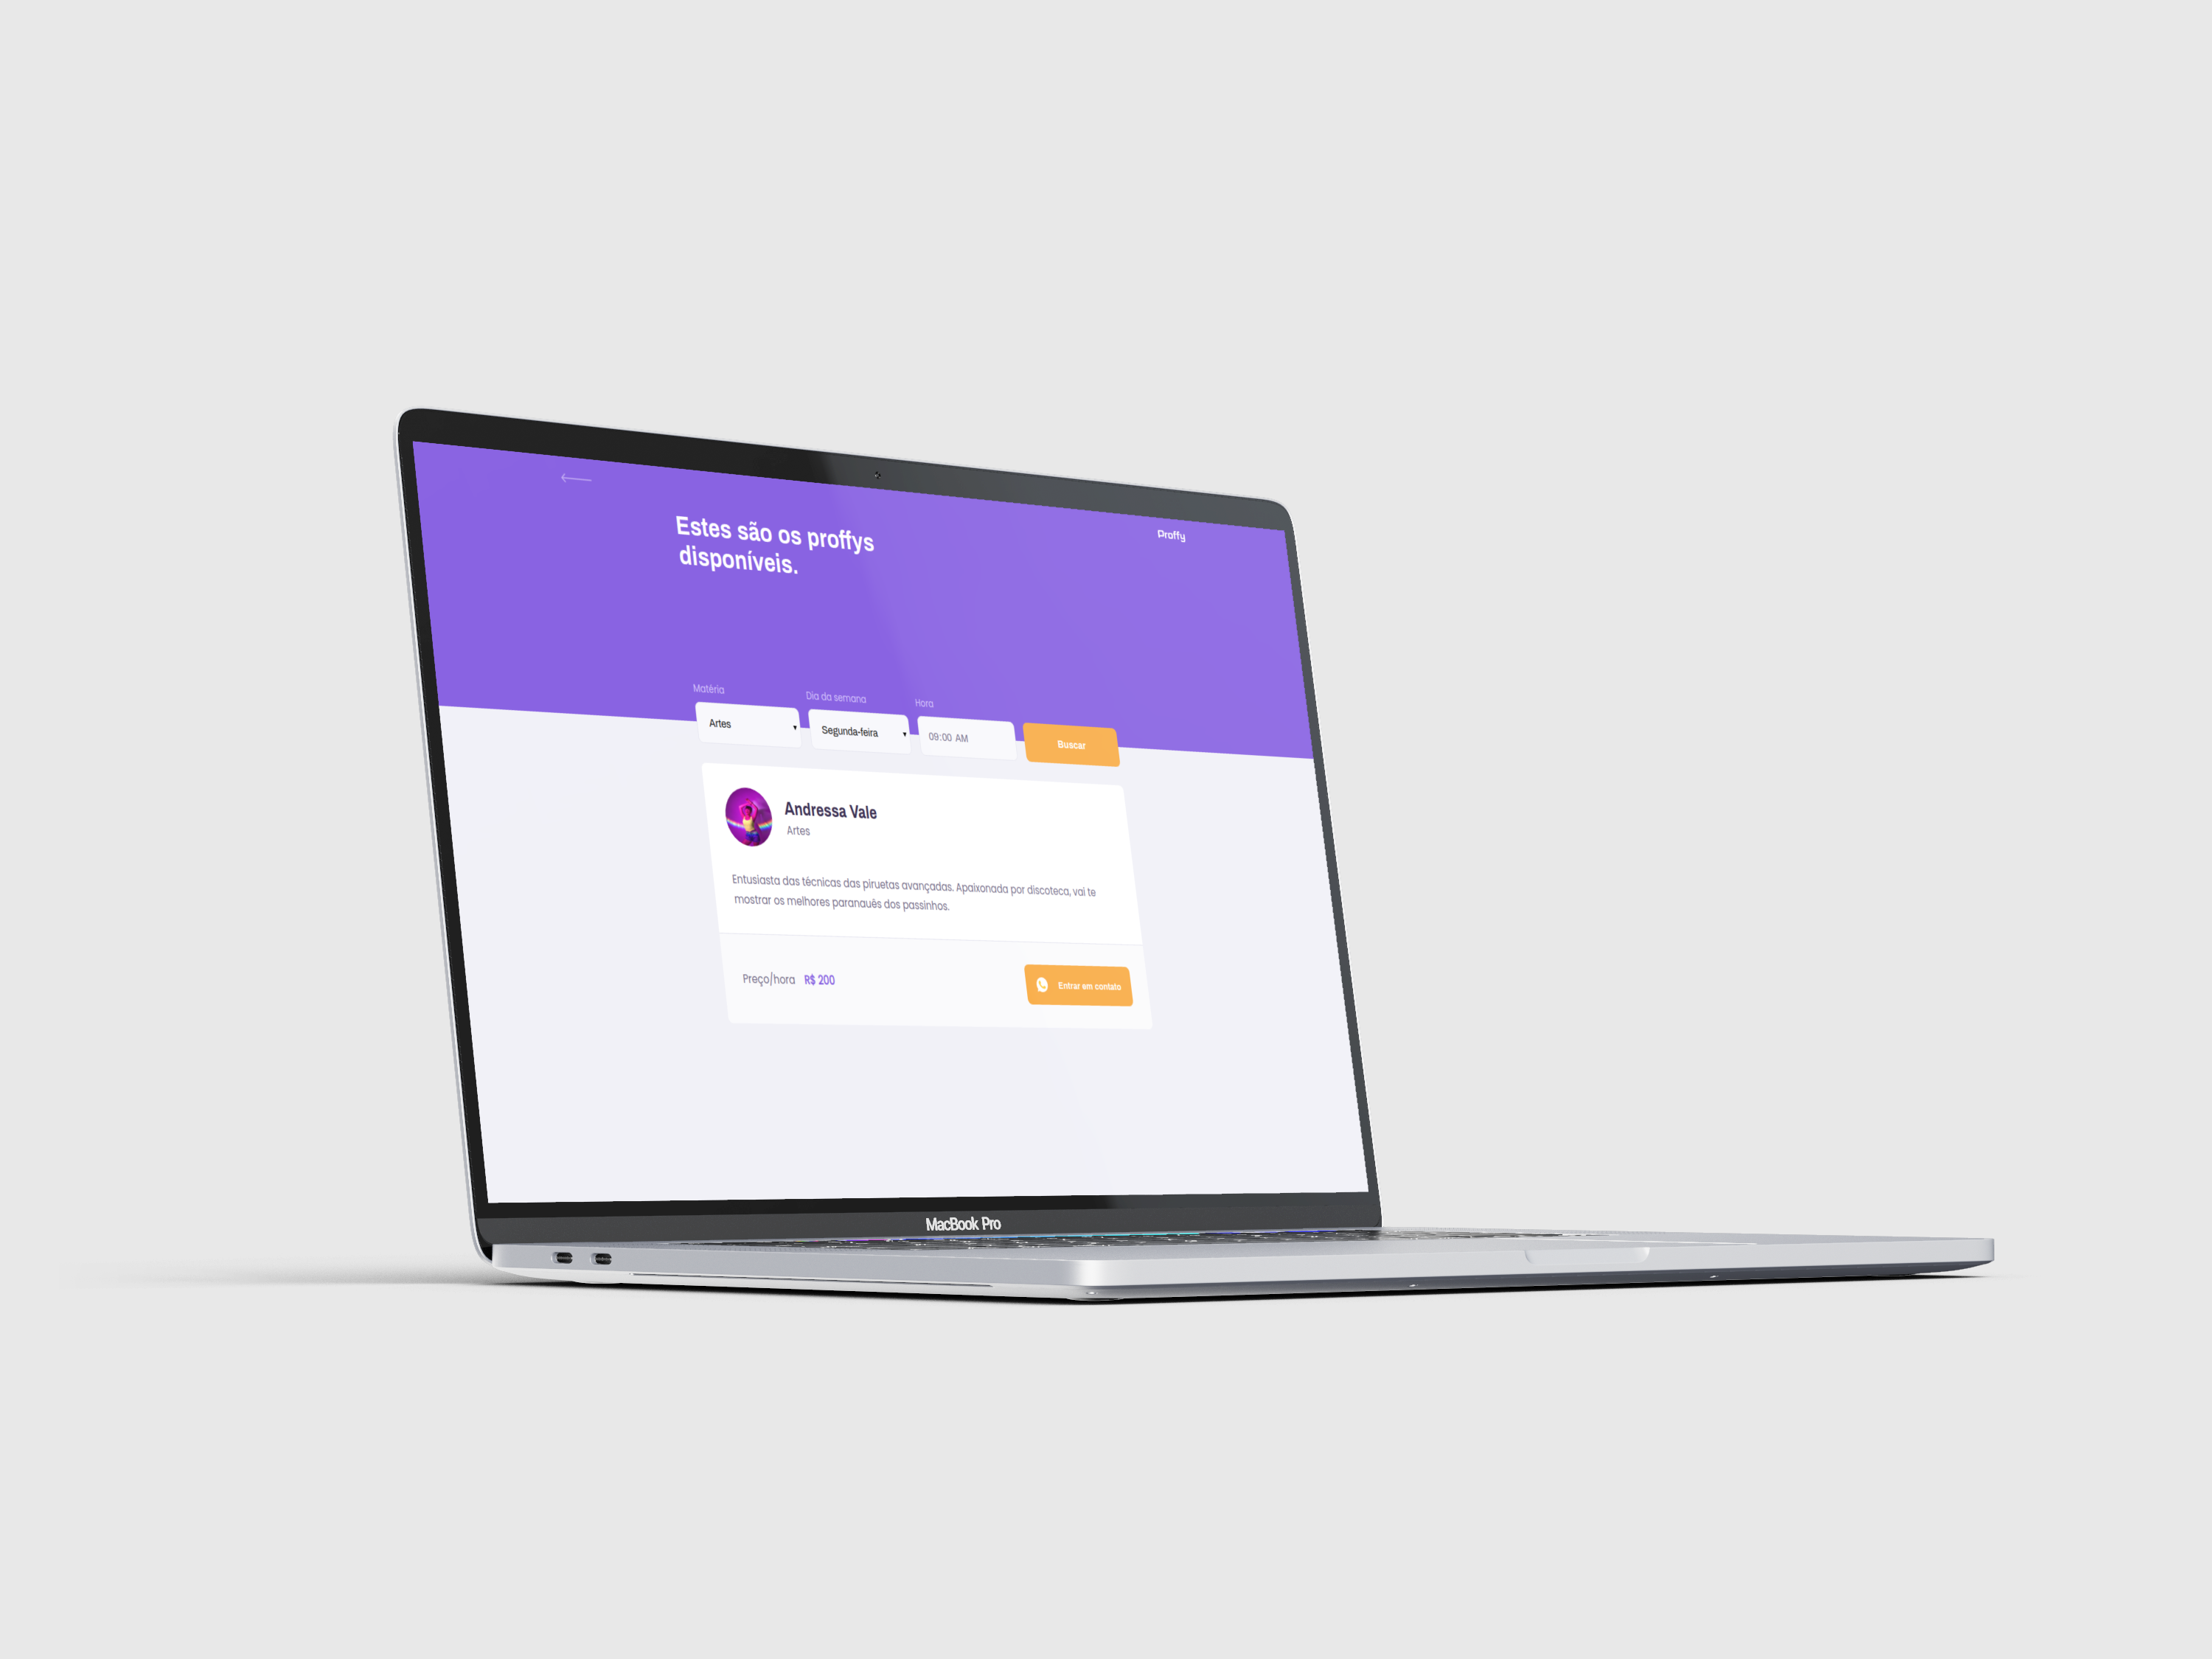 Proffy
Estes são os proffys
disponíveis.
Matéria Dia da semana Hora
Artes Segunda-feira 09:00 AM Buscar
Andressa Vale
Artes
Entusiasta das técnicas das piruetas avançadas. Apaixonada por discoteca, vai te
mostrar os melhores paranauês dos passinhos.
Preço/hora R$ 200 Entrar em contato
MacBook Pro